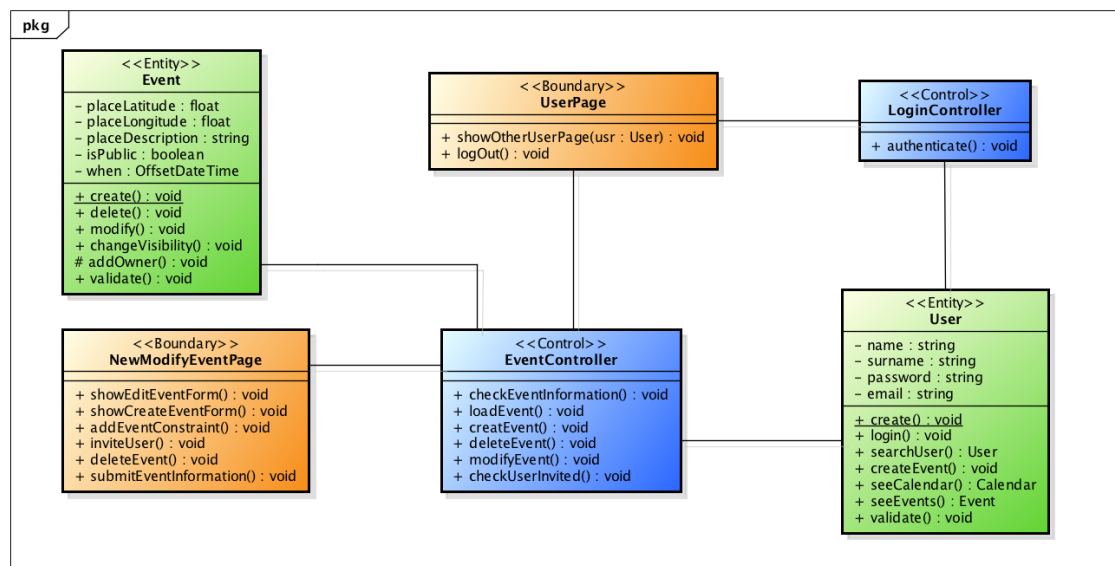 pkg
<<Entity>>
Event
- placeLatitude : float
- placeLongitude : float
- placeDescription : string
- isPublic : boolean
- when : OffsetDateTime
+ create() : void
+ delete() : void
+ modify() : void
+ changeVisibility() : void
# addOwner() : void
+ validate() : void
<<Boundary>>
UserPage
+ showOtherUserPage(usr : User) : void
+ logOut() : void
<<Control>>
LoginController
+ authenticate() : void
<<Boundary>>
NewModifyEventPage
+ showEditEventForm() : void
+ showCreateEventForm() : void
+ addEventConstraint() : void
+ inviteUser() : void
+ deleteEvent() : void
+ submitEventInformation() : void
<<Control>>
EventController
+ checkEventInformation() : void
+ loadEvent() : void
+ creatEvent() : void
+ deleteEvent() : void
+ modifyEvent() : void
+ checkUserInvited() : void
<<Entity>>
User
- name : string
- surname : string
- password : string
- email : string
+ create() : void
+ login() : void
+ searchUser() : User
+ createEvent() : void
+ seeCalendar() : Calendar
+ seeEvents() : Event
+ validate() : void